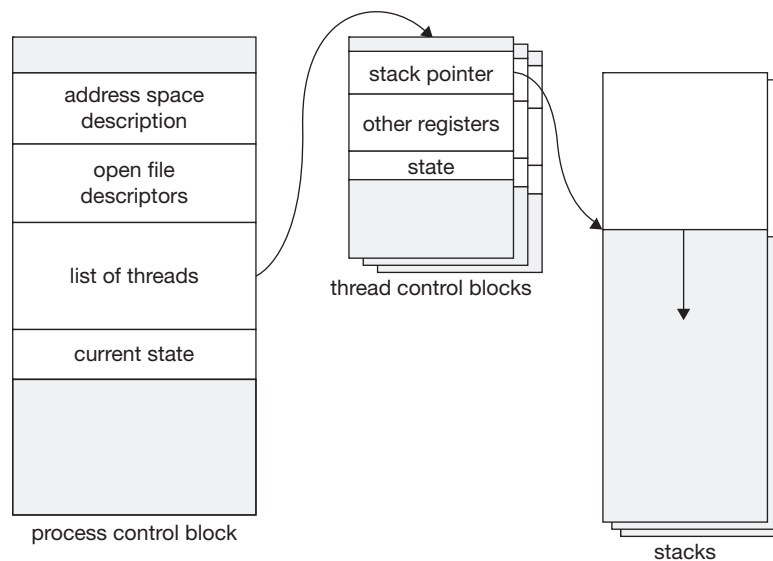 address space
description
open file
descriptors
list of threads
current state
process control block
stack pointer
other registers
state
thread control blocks
stacks